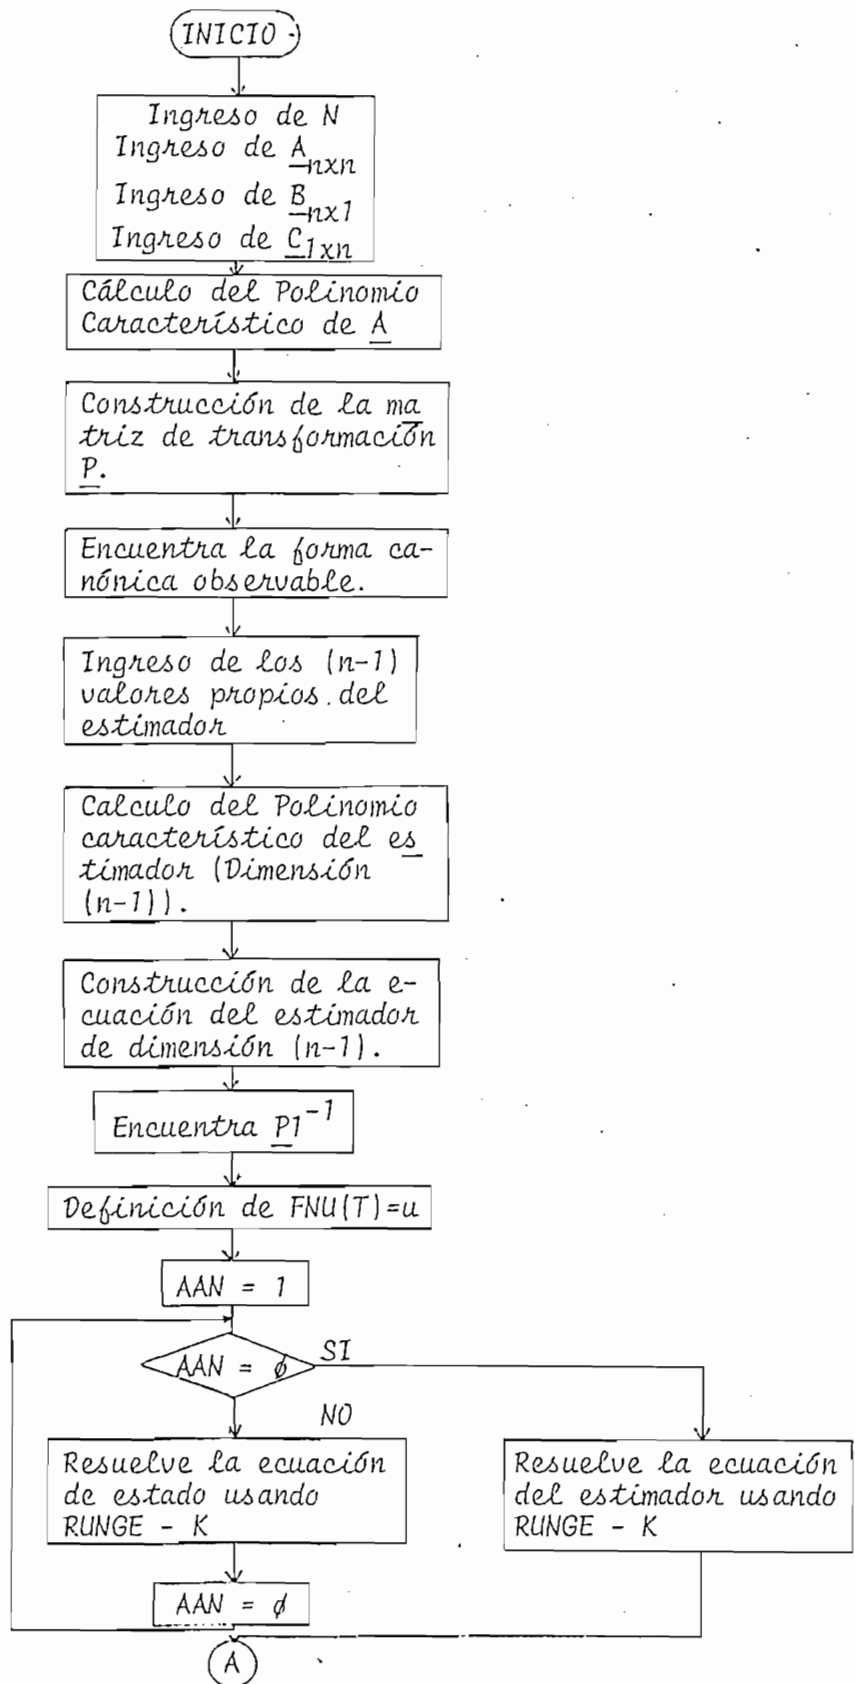 INICIO
Ingreso de N
Ingreso de A nxn
Ingreso de B nx1
Ingreso de C 1xn
Cálculo del Polinomio
Característico de A
Construcción de la ma
triz de transformación
P.
Encuentra la forma ca-
nónica observable.
Ingreso de los (n-1)
valores propios del
estimador
Calculo del Polinomio
característico del es
timador (Dimensión
(n-1)).
Construcción de la e-
cuación del estimador
de dimensión (n-1).
Encuentra P1⁻¹
Definición de FNU(T)=u
AAN = 1
AAN = ϕ
SI
NO
Resuelve la ecuación
de estado usando
RUNGE - K
Resuelve la ecuación
del estimador usando
RUNGE - K
AAN = ϕ
A